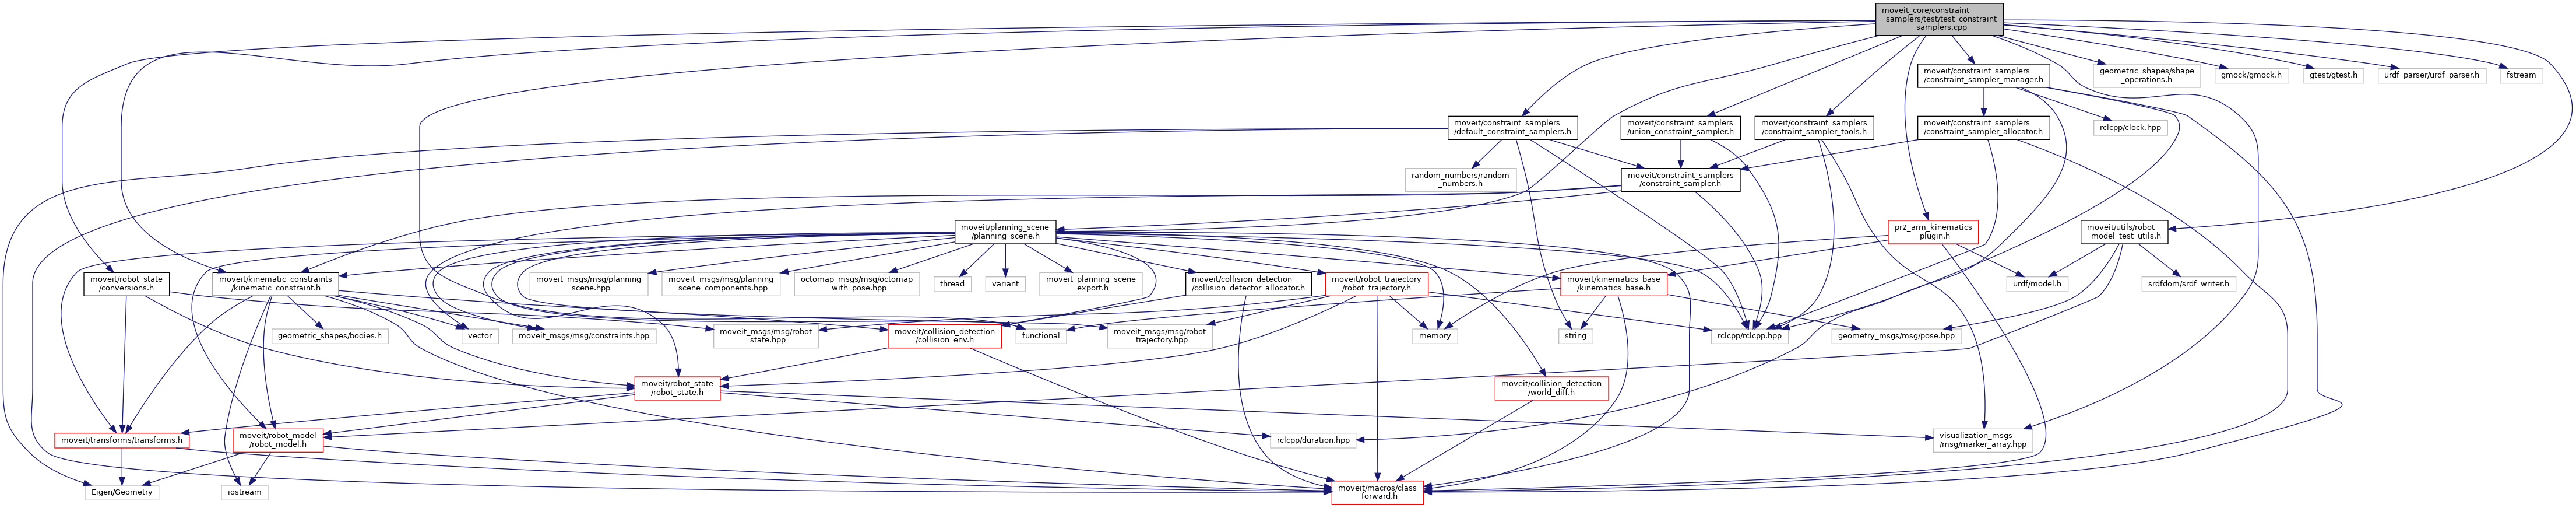 moveit_core/constraint
_samplers/test/test_constraint
_samplers.cpp
moveit/constraint_samplers
/constraint_sampler_manager.h
geometric_shapes/shape
_operations.h
gmock/gmock.h
gtest/gtest.h
urdf_parser/urdf_parser.h
fstream
moveit/constraint_samplers
/default_constraint_samplers.h
moveit/constraint_samplers
/union_constraint_sampler.h
moveit/constraint_samplers
/constraint_sampler_tools.h
moveit/constraint_samplers
/constraint_sampler_allocator.h
rclcpp/clock.hpp
random_numbers/random
_numbers.h
moveit/constraint_samplers
/constraint_sampler.h
moveit/planning_scene
/planning_scene.h
pr2_arm_kinematics
_plugin.h
moveit/utils/robot
_model_test_utils.h
moveit/robot_state
/conversions.h
moveit/kinematic_constraints
/kinematic_constraint.h
moveit_msgs/msg/planning
_scene.hpp
moveit_msgs/msg/planning
_scene_components.hpp
octomap_msgs/msg/octomap
_with_pose.hpp
thread
variant
moveit_planning_scene
_export.h
moveit/collision_detection
/collision_detector_allocator.h
moveit/robot_trajectory
/robot_trajectory.h
moveit/kinematics_base
/kinematics_base.h
urdf/model.h
srdfdom/srdf_writer.h
geometric_shapes/bodies.h
vector
moveit_msgs/msg/constraints.hpp
moveit_msgs/msg/robot
_state.hpp
moveit/collision_detection
/collision_env.h
functional
moveit_msgs/msg/robot
_trajectory.hpp
memory
string
rclcpp/rclcpp.hpp
geometry_msgs/msg/pose.hpp
moveit/robot_state
/robot_state.h
moveit/collision_detection
/world_diff.h
moveit/transforms/transforms.h
moveit/robot_model
/robot_model.h
rclcpp/duration.hpp
visualization_msgs
/msg/marker_array.hpp
Eigen/Geometry
iostream
moveit/macros/class
_forward.h